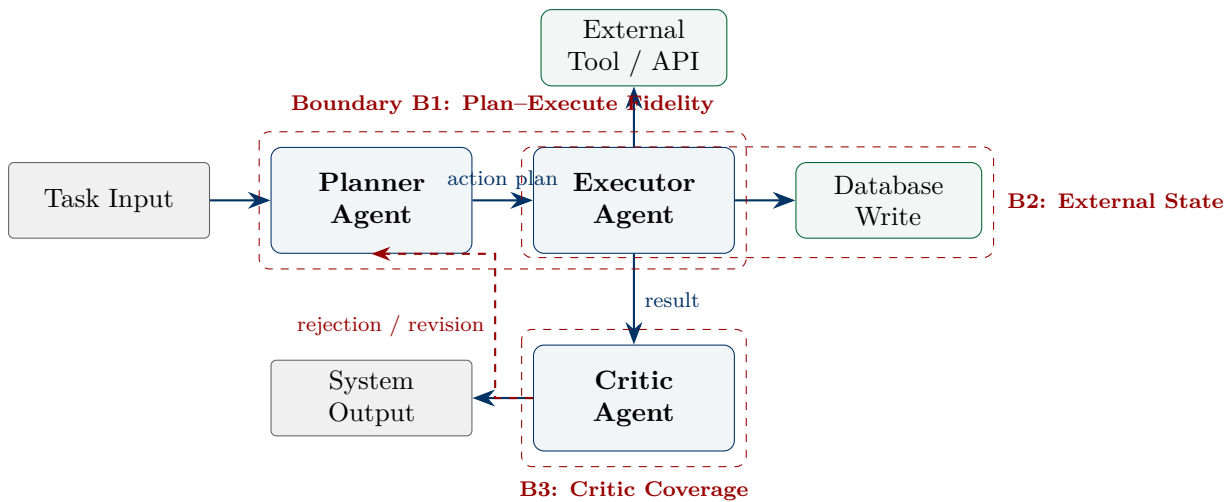 External
Tool / API
Boundary B1: Plan–Execute Fidelity
Task Input
Planner
Agent
action plan
Executor
Agent
Database
Write
B2: External State
result
rejection / revision
System
Output
Critic
Agent
B3: Critic Coverage